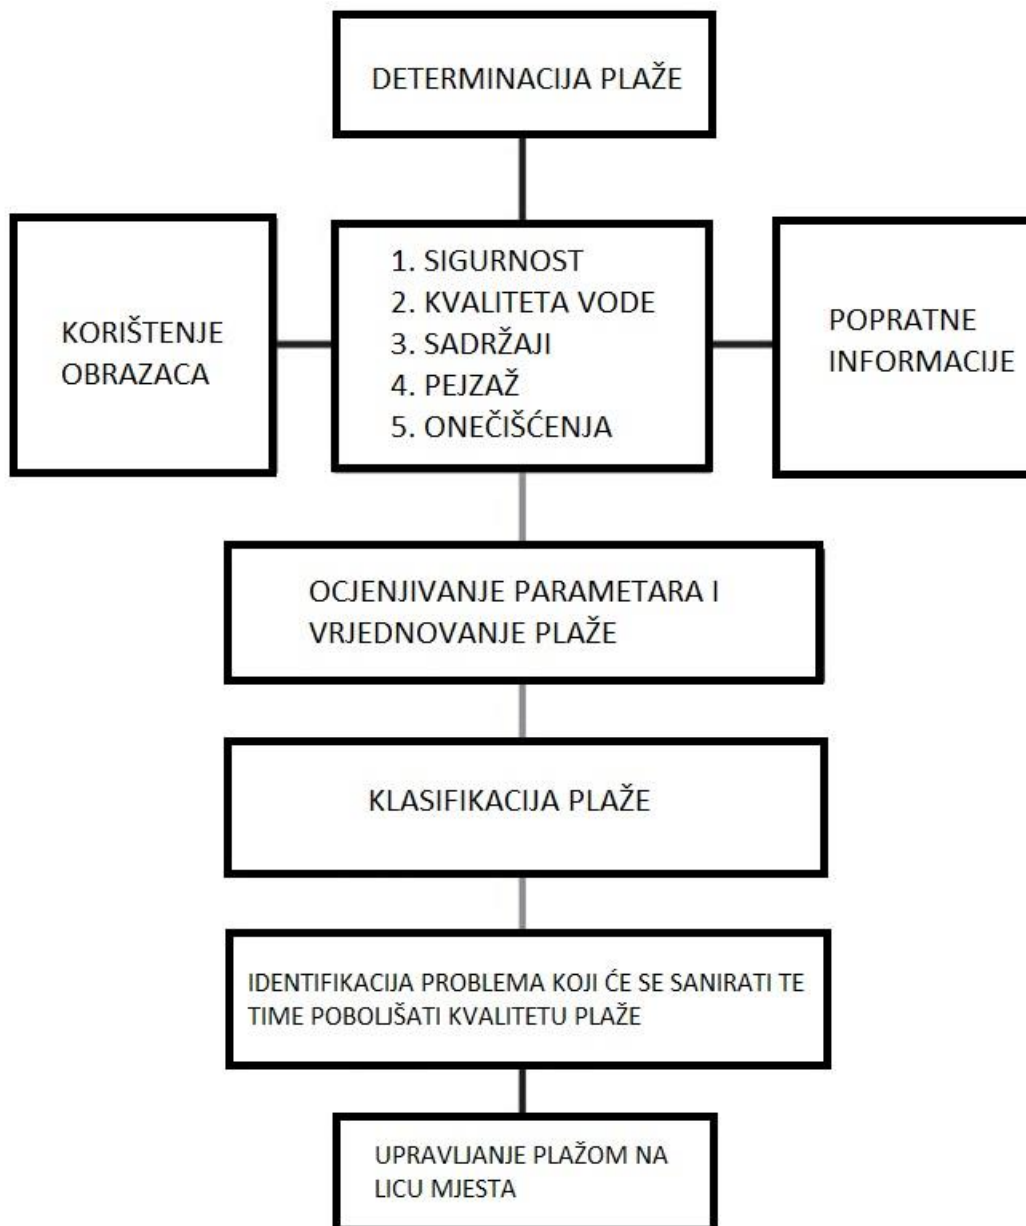 DETERMINACIJA PLAŽE
KORIŠTENJE
OBRAZACA
1. SIGURNOST
2. KVALITETA VODE
3. SADRŽAJI
4. PEJZAŽ
5. ONEČIŠĆENJA
POPRATNE
INFORMACIJE
OCJENJIVANJE PARAMETARA I
VRJEDNOVANJE PLAŽE
KLASIFIKACIJA PLAŽE
IDENTIFIKACIJA PROBLEMA KOJI ĆE SE SANIRATI TE
TIME POBOLJŠATI KVALITETU PLAŽE
UPRAVLJANJE PLAŽOM NA
LICU MJESTA